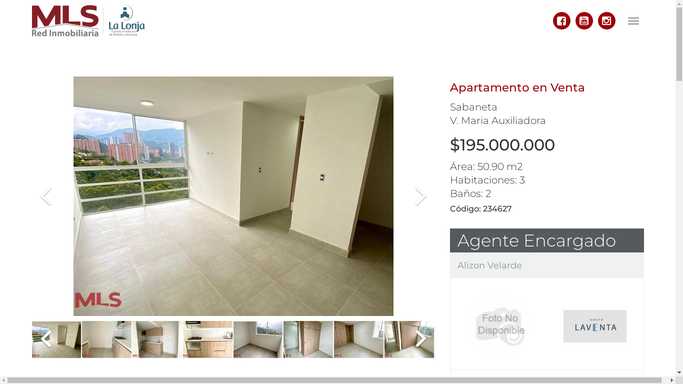 MLS
Red Inmobiliaria
La Lonja
Apartamento en Venta
Sabaneta
V. Maria Auxiliadora
$195.000.000
Área: 50.90 m2
Habitaciones: 3
Baños: 2
Código: 234627
MLS
Agente Encargado
Alizon Velarde
Foto No
Disponible
LAVENTA